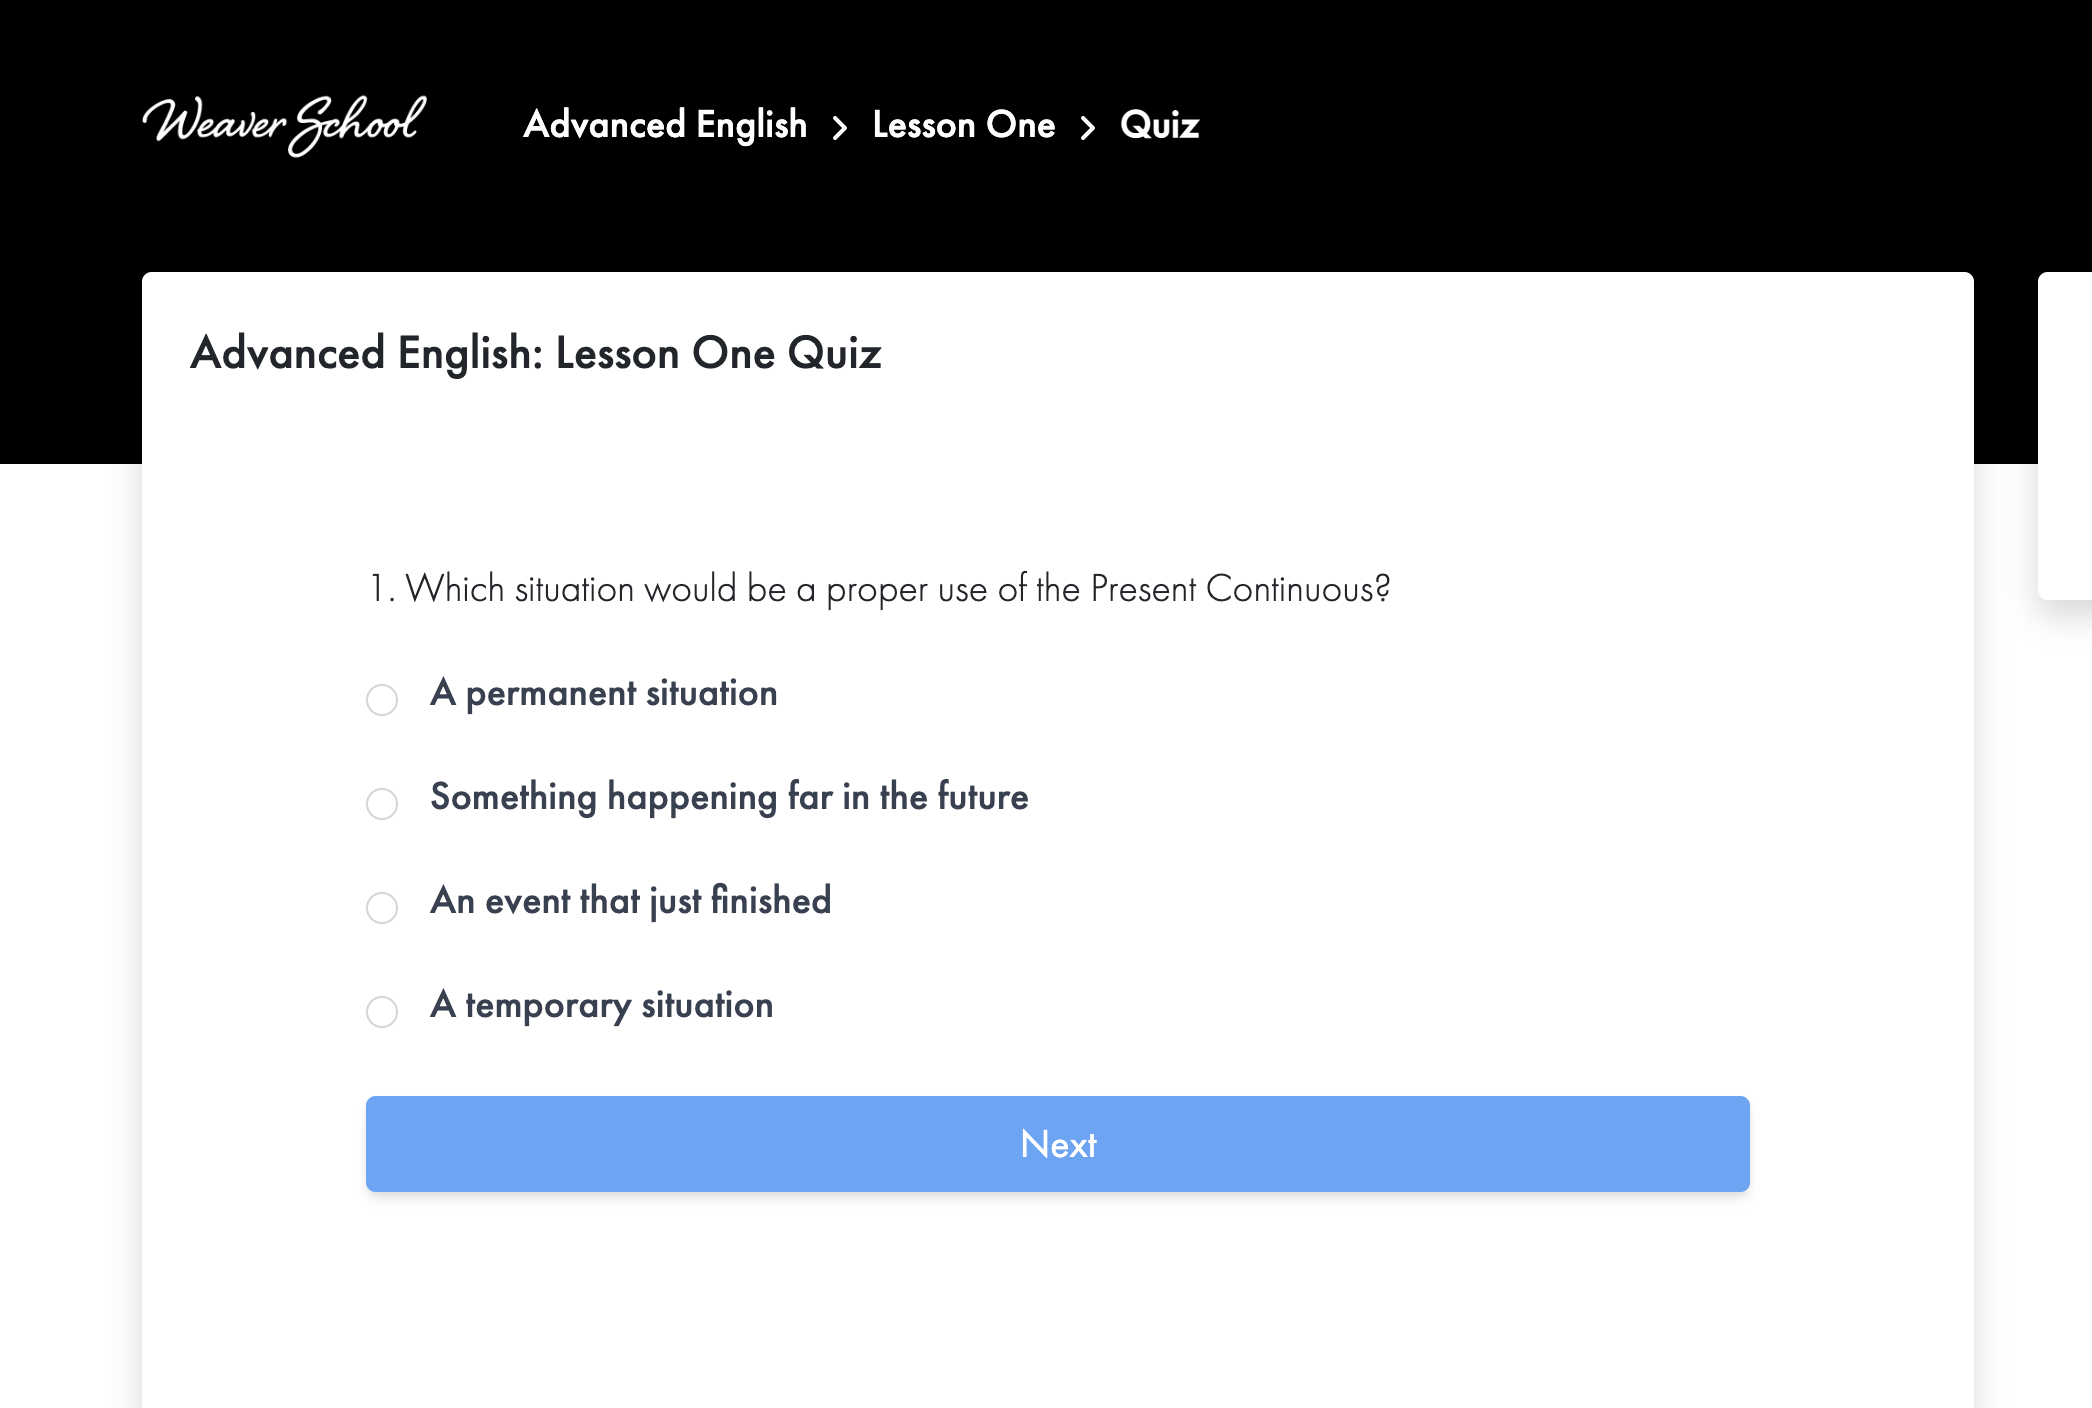 Weaver School
Advanced English > Lesson One > Quiz
Advanced English: Lesson One Quiz
1. Which situation would be a proper use of the Present Continuous?
A permanent situation
Something happening far in the future
An event that just finished
A temporary situation
Next